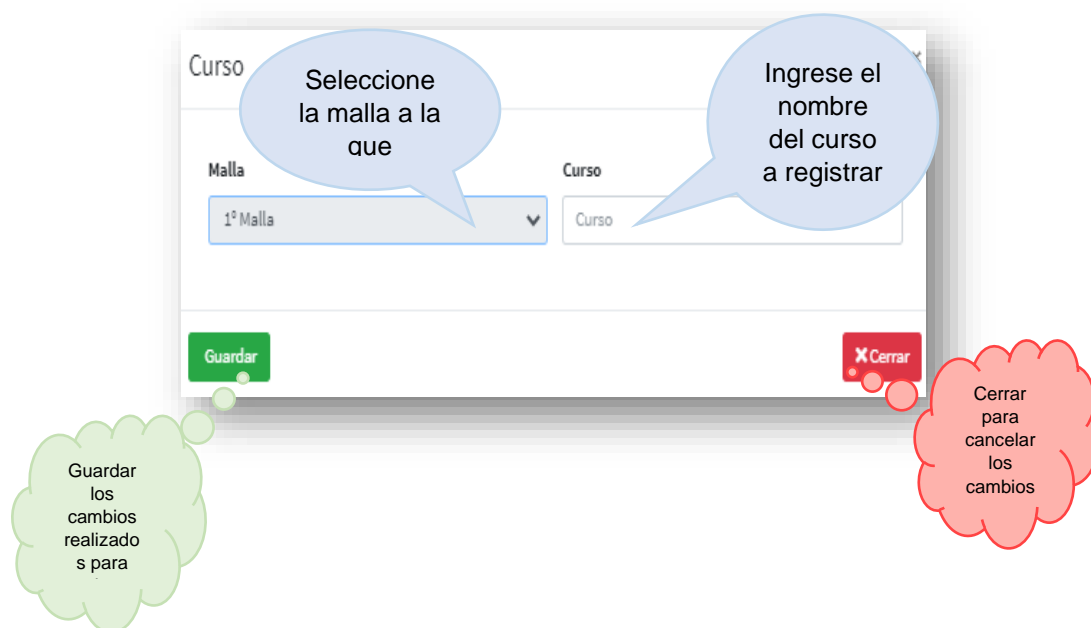 Curso
Seleccione
la malla a la
que
Ingrese el
nombre
del curso
a registrar
×
Malla
Curso
1º Malla
Curso
Guardar
✗ Cerrar
Guardar
los
cambios
realizado
s para
Cerrar
para
cancelar
los
cambios